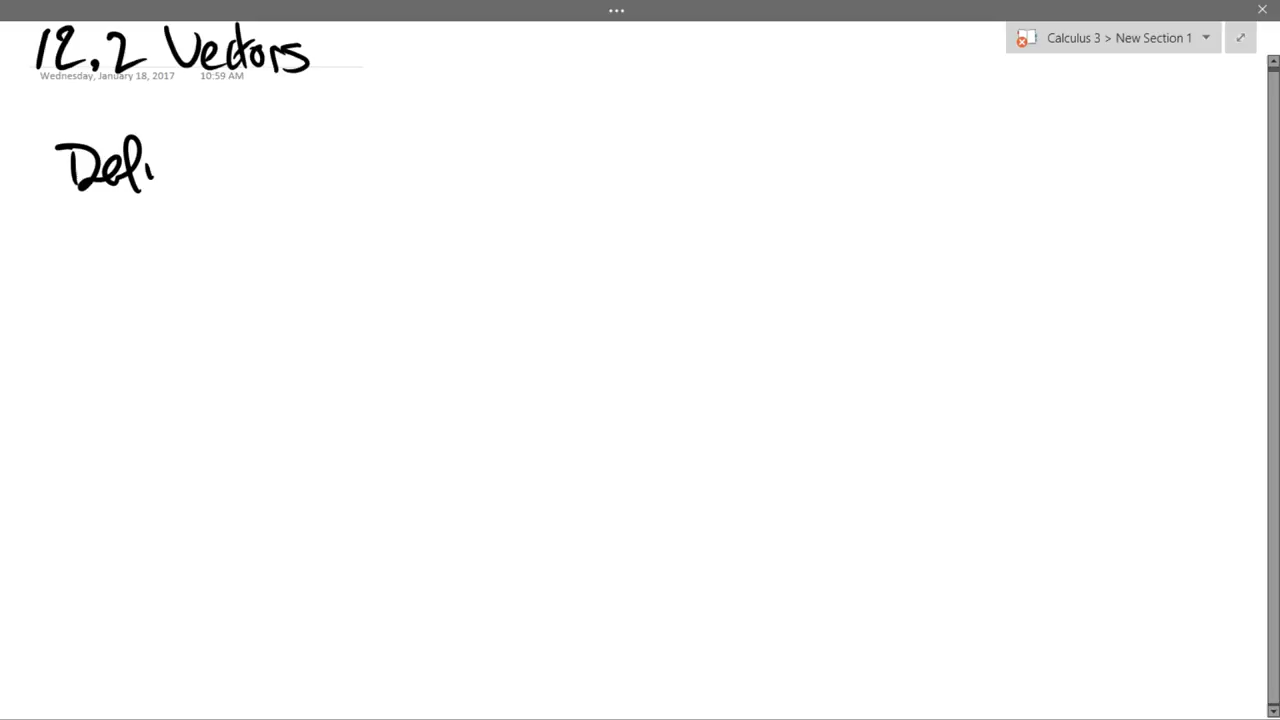 12.2 Vectors
Calculus 3 > New Section 1
Wednesday, January 18, 2017 10:59 AM
Defi